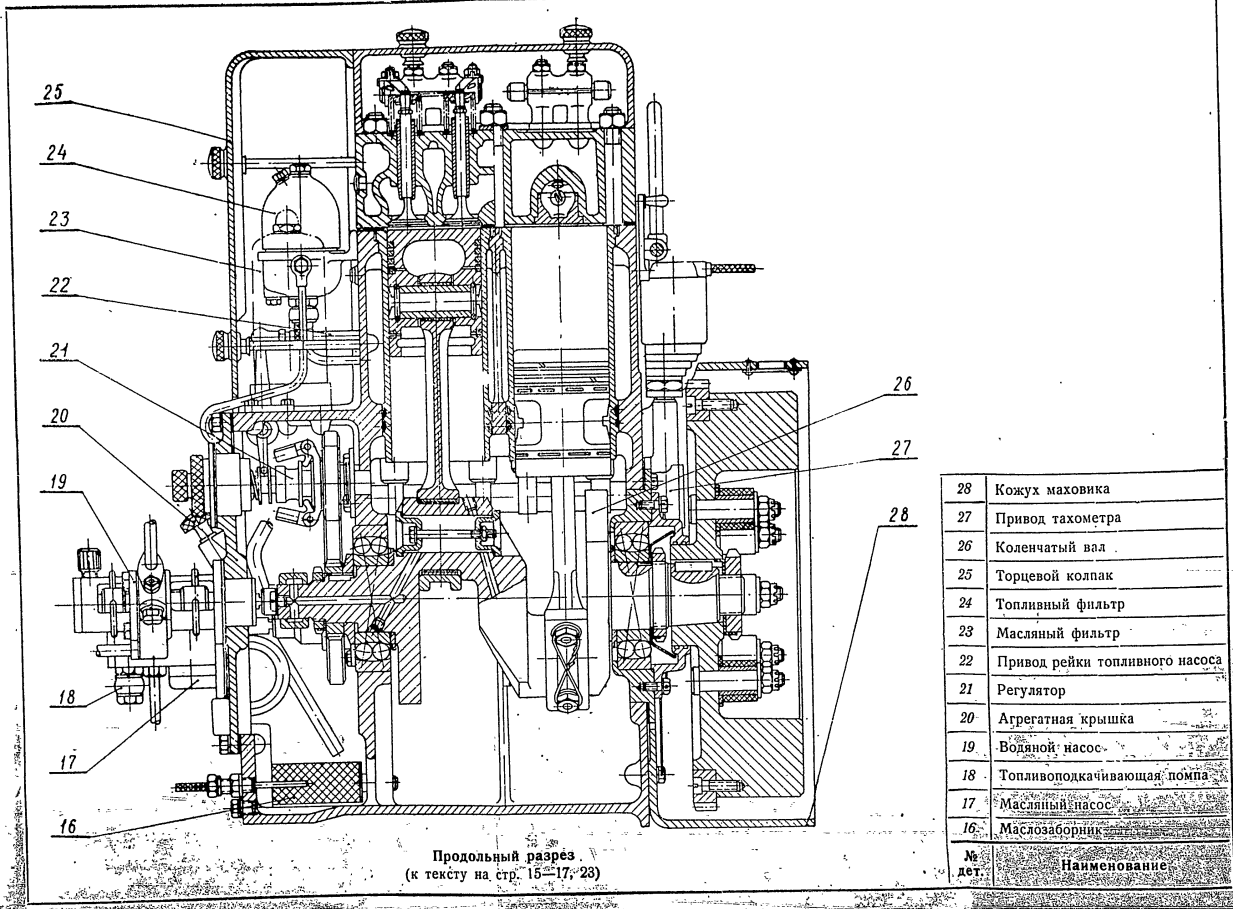 25
24
23
22
21
20
19
18
17
16
26
27
28
28 Кожух маховика
27 Привод тахометра
26 Коленчатый вал
25 Торцевой колпак
24 Топливный фильтр
23 Масляный фильтр
22 Привод рейки топливного насоса
21 Регулятор
20 Агрегатная крышка
19 Водяной насос
18 Топливоподкачивающая помпа
17 Масляный насос
16 Маслозаборник
№ дет. Наименование
Продольный разрез
(к тексту на стр. 15—17, 23)